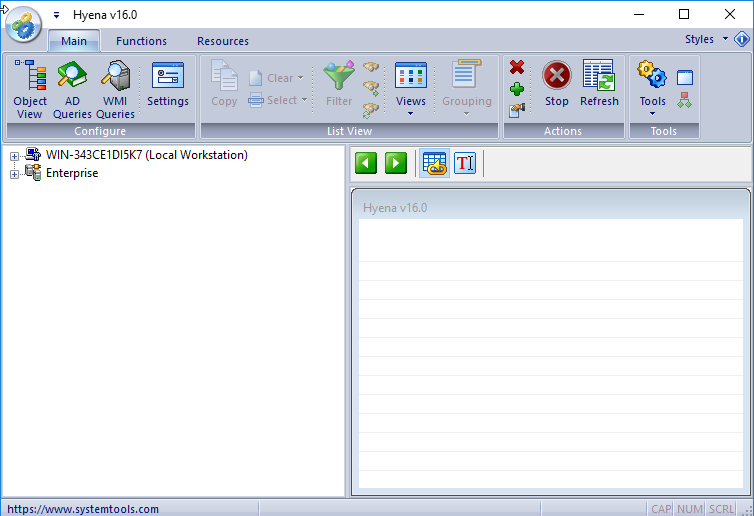 Hyena v16.0
Main Functions Resources Styles
Object View
AD Queries
WMI Queries
Settings
Configure
Copy
Clear
Select
Filter
Views
Grouping
List View
Stop
Refresh
Actions
Tools
Tools
WIN-343CE1DI5K7 (Local Workstation)
Enterprise
T
Hyena v16.0
https://www.systemtools.com
CAP NUM SCRL